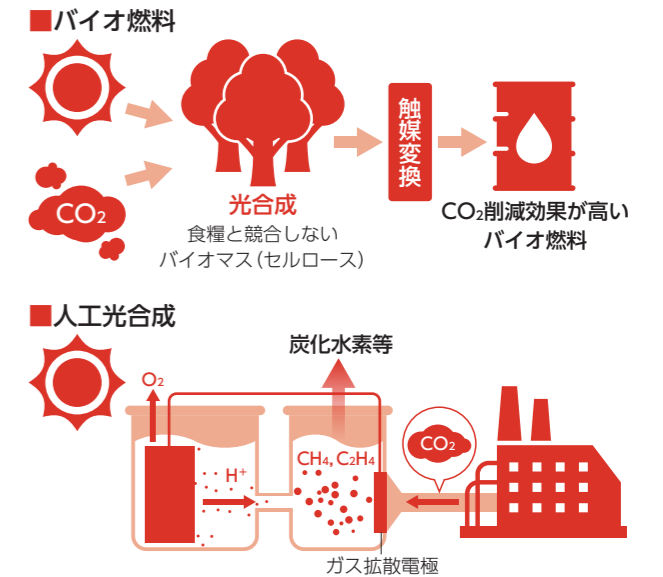 ■バイオ燃料
CO₂
光合成
食糧と競合しない
バイオマス（セルロース）
触媒変換
CO₂削減効果が高い
バイオ燃料
■人工光合成
炭化水素等
O₂
H⁺
CH₄, C₂H₄
CO₂
ガス拡散電極